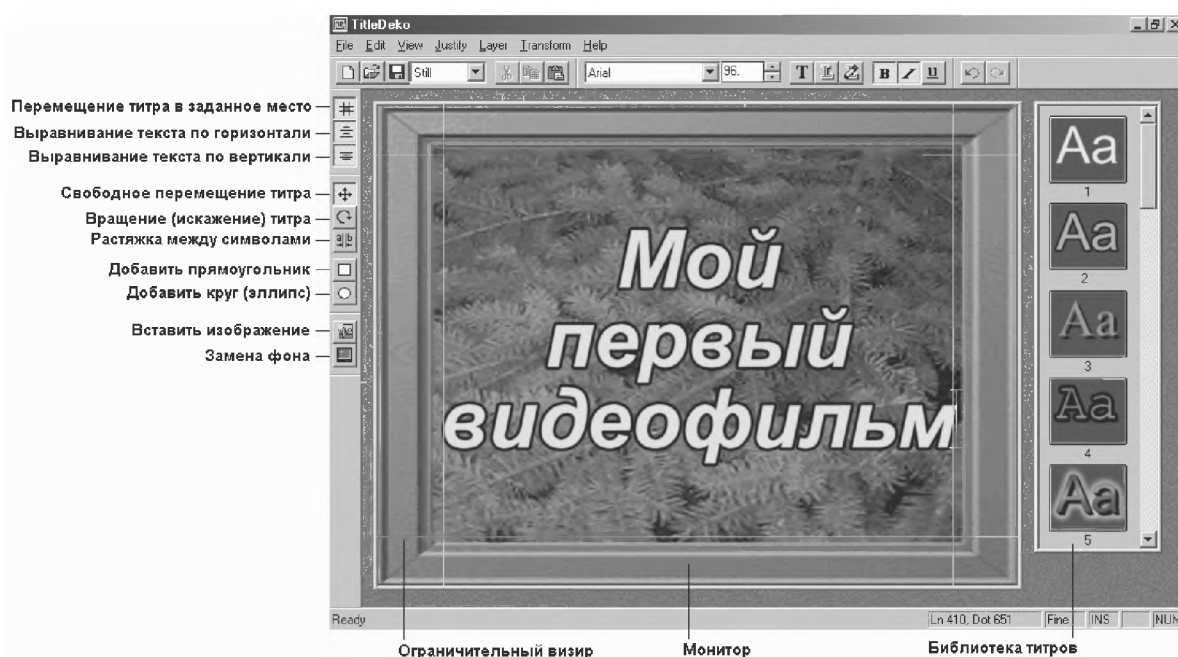 TitleDeko
File Edit View Justify Layer Transform Help
Still Arial 96. T B I U
Перемещение титра в заданное место
Выравнивание текста по горизонтали
Выравнивание текста по вертикали
Свободное перемещение титра
Вращение (искажение) титра
Растяжка между символами
a b
Добавить прямоугольник
Добавить круг (эллипс)
Вставить изображение
Замена фона
Мой
первый
видеофильм
Aa
1
Aa
2
Aa
3
Aa
4
Aa
5
Ready Ln 410, Dot 651 Fine INS NUM
Ограничительный визир Монитор Библиотека титров